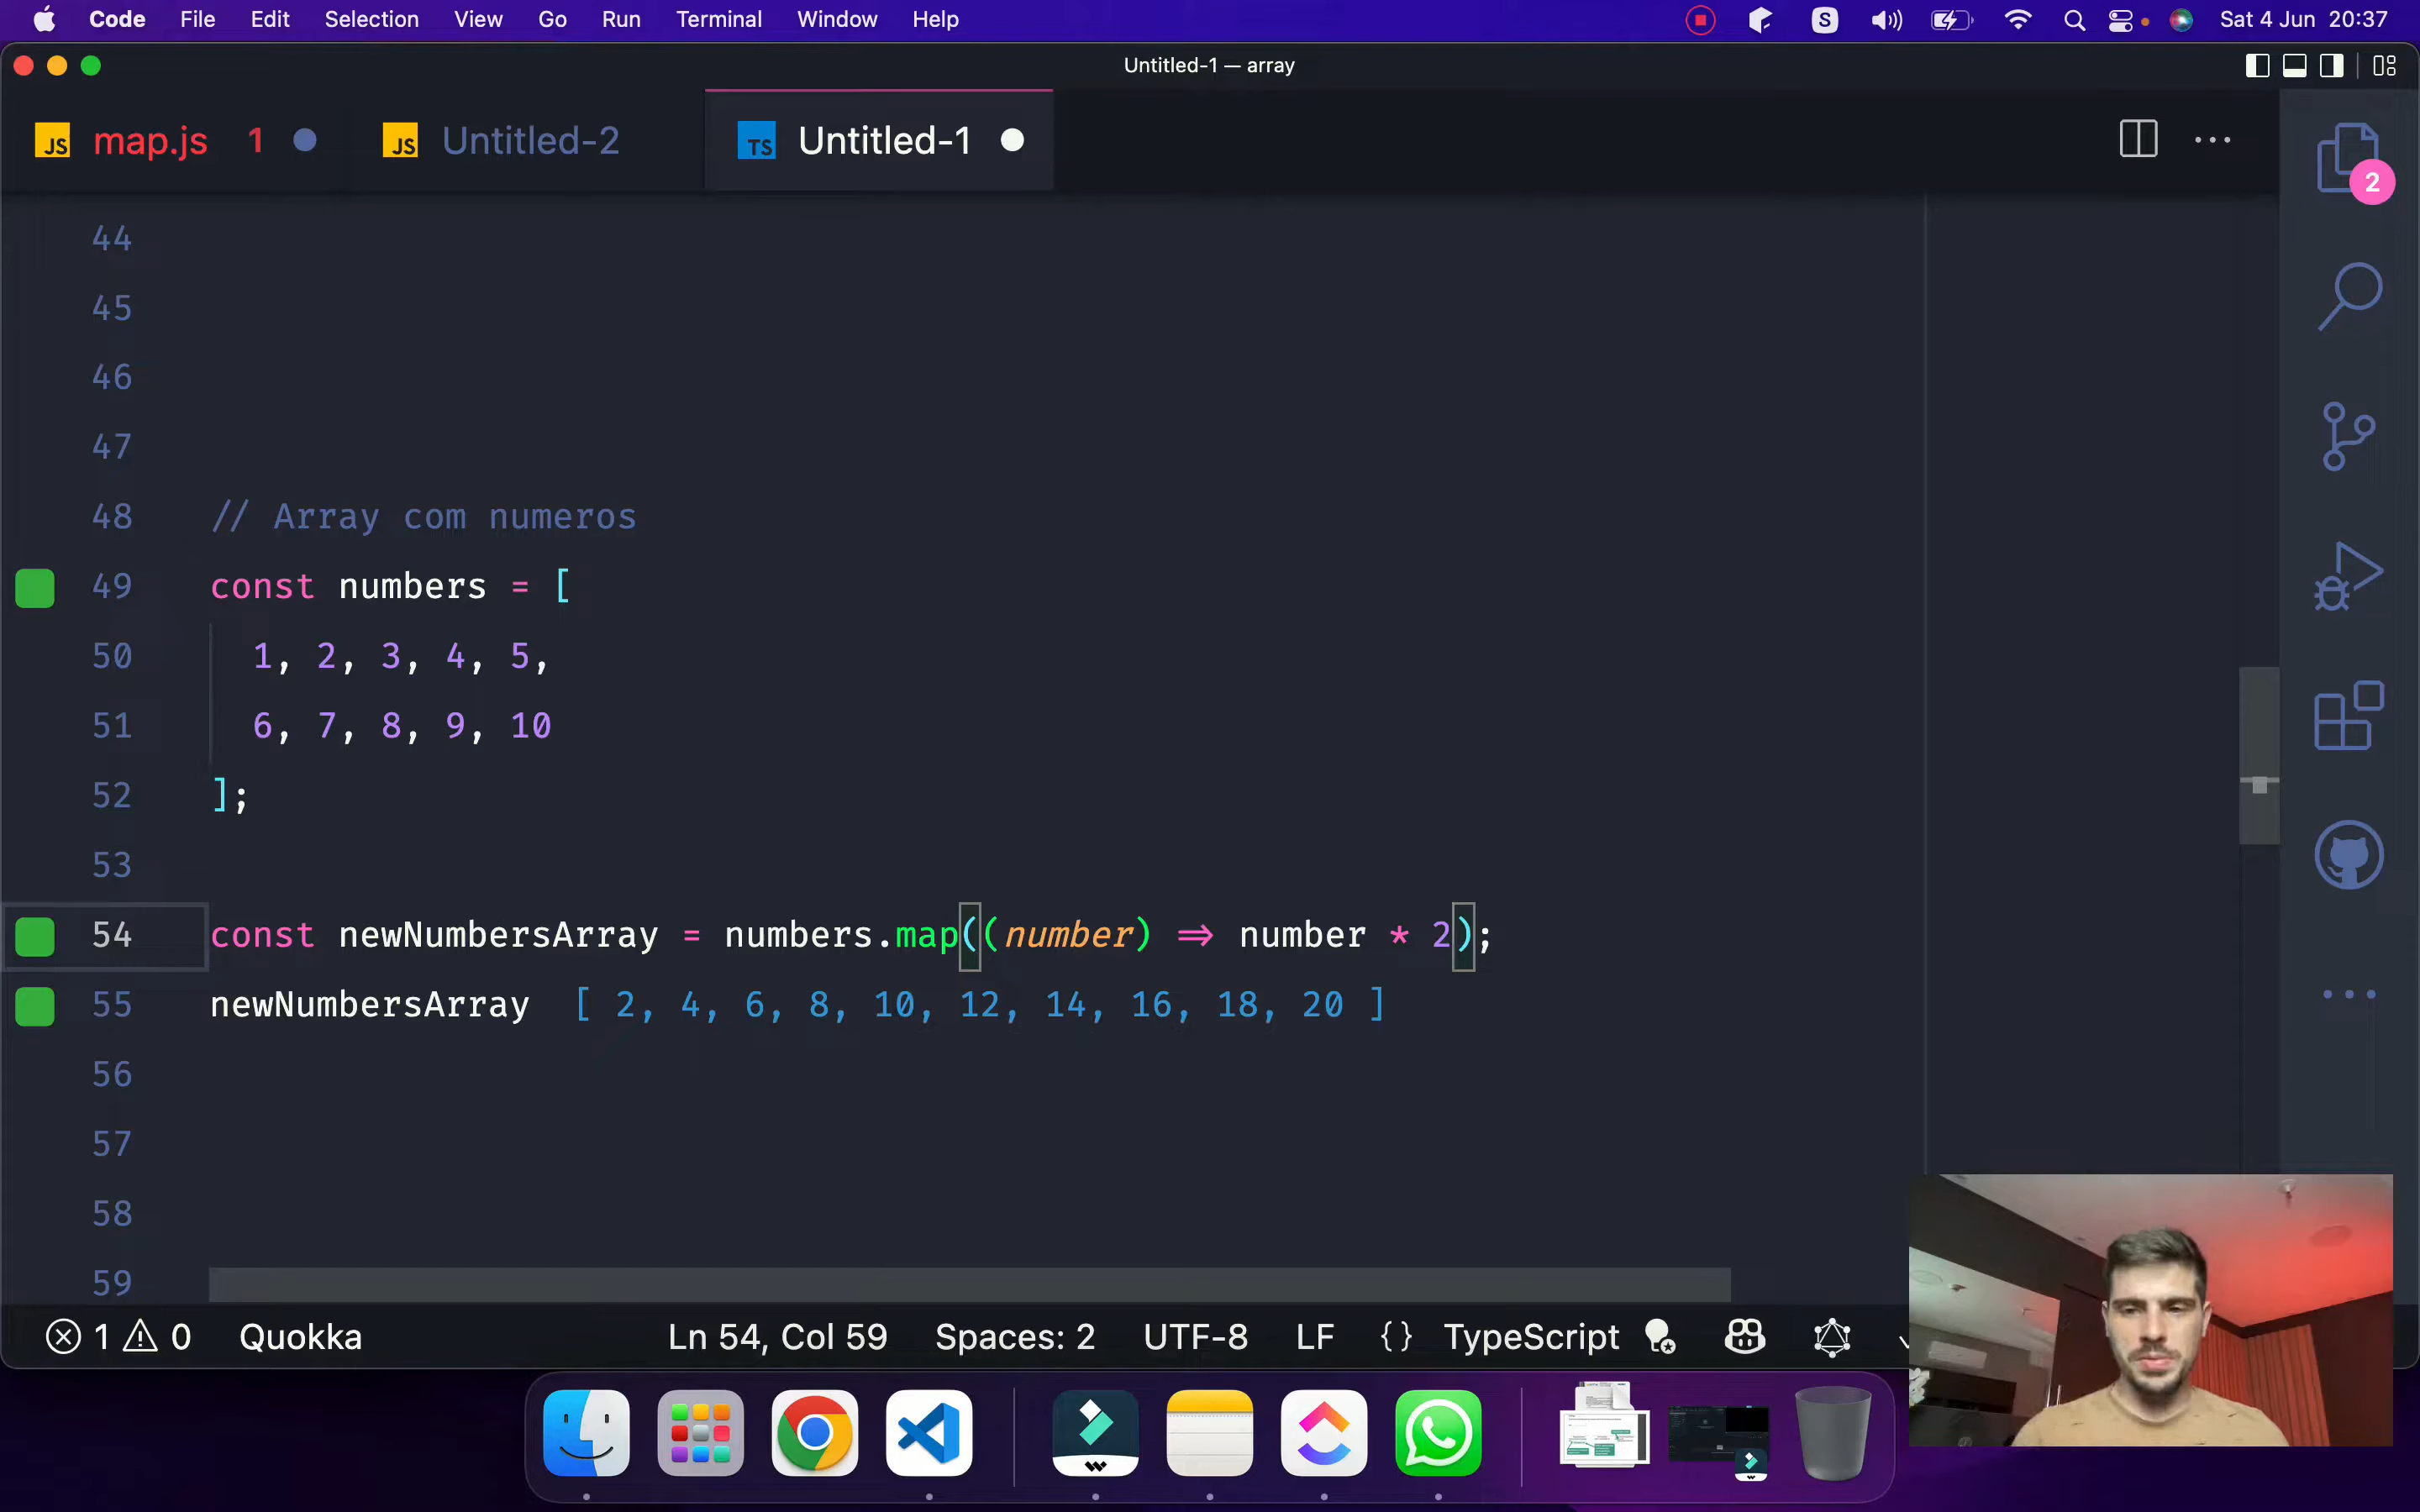 Code File Edit Selection View Go Run Terminal Window Help S Sat 4 Jun 20:37
Untitled-1 — array
JS map.js 1 JS Untitled-2 TS Untitled-1
2
44
45
46
47
48 // Array com numeros
49 const numbers = [
50 1, 2, 3, 4, 5,
51 6, 7, 8, 9, 10
52 ];
53
54 const newNumbersArray = numbers.map((number) => number * 2);
55 newNumbersArray [ 2, 4, 6, 8, 10, 12, 14, 16, 18, 20 ]
56
57
58
59
1 0 Quokka Ln 54, Col 59 Spaces: 2 UTF-8 LF {} TypeScript